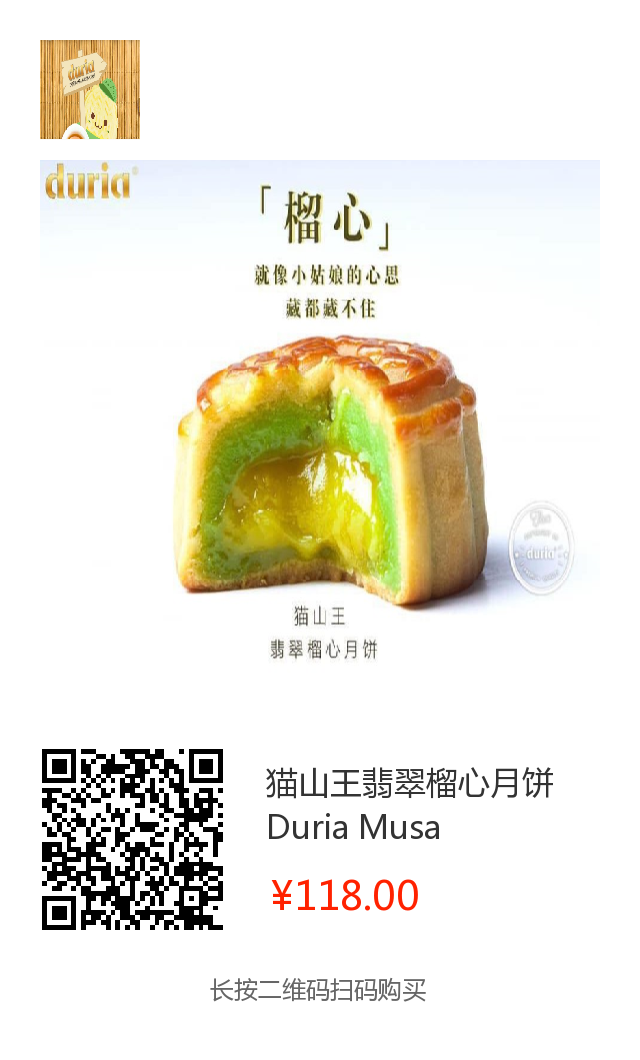 duria
duria
「榴心」
就像小姑娘的心思
藏都藏不住
The
duria
猫山王
翡翠榴心月饼
猫山王翡翠榴心月饼
Duria Musa
¥118.00
长按二维码扫码购买